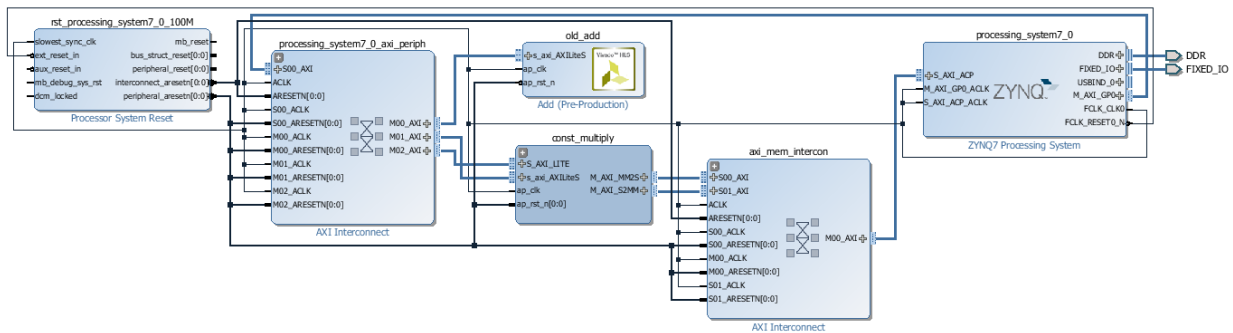 rst_processing_system7_0_100M
slowest_sync_clk
ext_reset_in
aux_reset_in
mb_debug_sys_rst
dcm_locked
mb_reset
bus_struct_reset[0:0]
peripheral_reset[0:0]
interconnect_aresetn[0:0]
peripheral_aresetn[0:0]
Processor System Reset
processing_system7_0_axi_periph
S00_AXI
ACLK
ARESETN[0:0]
S00_ACLK
S00_ARESETN[0:0]
M00_ACLK
M00_ARESETN[0:0]
M01_ACLK
M01_ARESETN[0:0]
M02_ACLK
M02_ARESETN[0:0]
M00_AXI
M01_AXI
M02_AXI
AXI Interconnect
old_add
s_axi_AXILiteS
ap_clk
ap_rst_n
Vivado™ HLS
Add (Pre-Production)
const_multiply
S_AXI_LITE
s_axi_AXILiteS
ap_clk
ap_rst_n[0:0]
M_AXI_MM2S
M_AXI_S2MM
axi_mem_intercon
S00_AXI
S01_AXI
ACLK
ARESETN[0:0]
S00_ACLK
S00_ARESETN[0:0]
M00_ACLK
M00_ARESETN[0:0]
S01_ACLK
S01_ARESETN[0:0]
M00_AXI
AXI Interconnect
processing_system7_0
S_AXI_ACP
M_AXI_GP0_ACLK
S_AXI_ACP_ACLK
ZYNQ
DDR
FIXED_IO
USBIND_0
M_AXI_GP0
FCLK_CLK0
FCLK_RESET0_N
ZYNQ7 Processing System
DDR
FIXED_IO